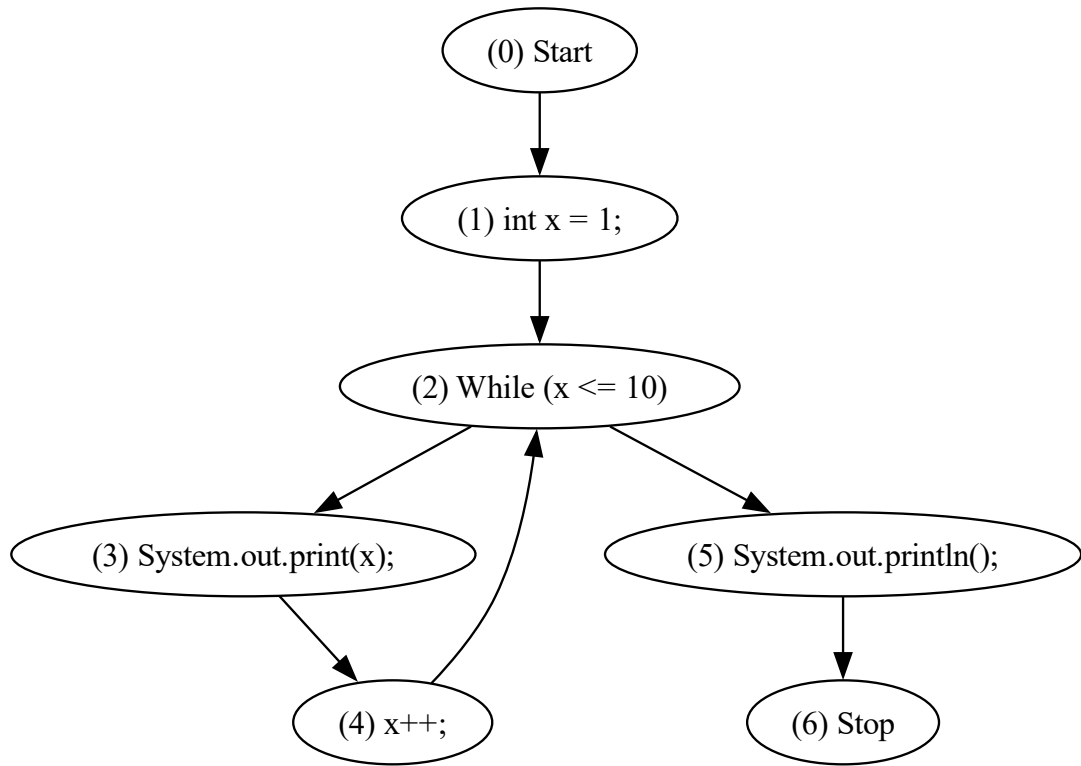 (0) Start
(1) int x = 1;
(2) While (x <= 10)
(3) System.out.print(x);
(5) System.out.println();
(4) x++;
(6) Stop